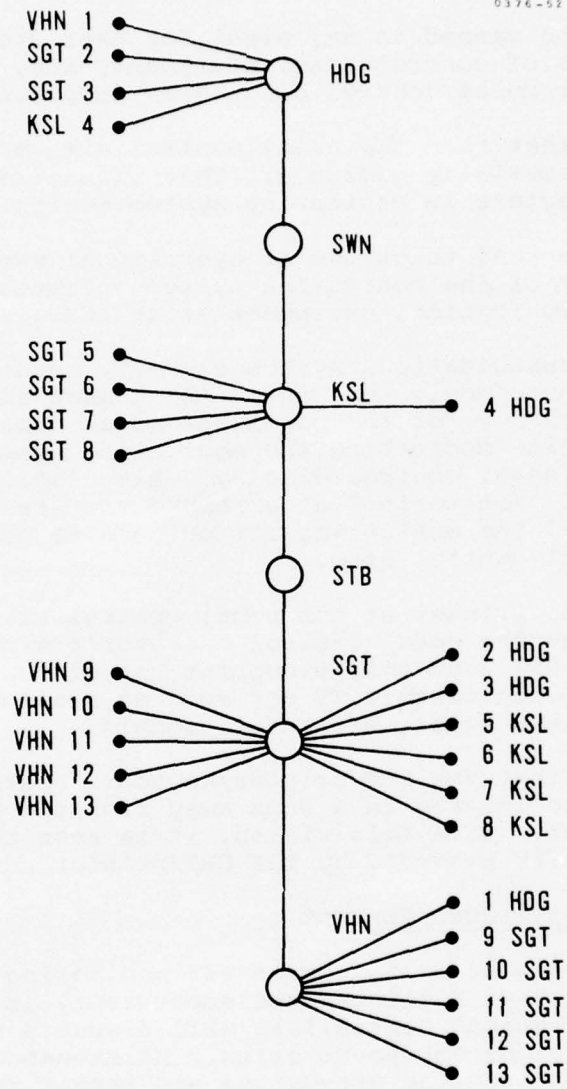 0376-52
VHN 1
SGT 2
SGT 3
KSL 4
HDG
SWN
SGT 5
SGT 6
SGT 7
SGT 8
KSL
4 HDG
STB
SGT
VHN 9
VHN 10
VHN 11
VHN 12
VHN 13
2 HDG
3 HDG
5 KSL
6 KSL
7 KSL
8 KSL
VHN
1 HDG
9 SGT
10 SGT
11 SGT
12 SGT
13 SGT